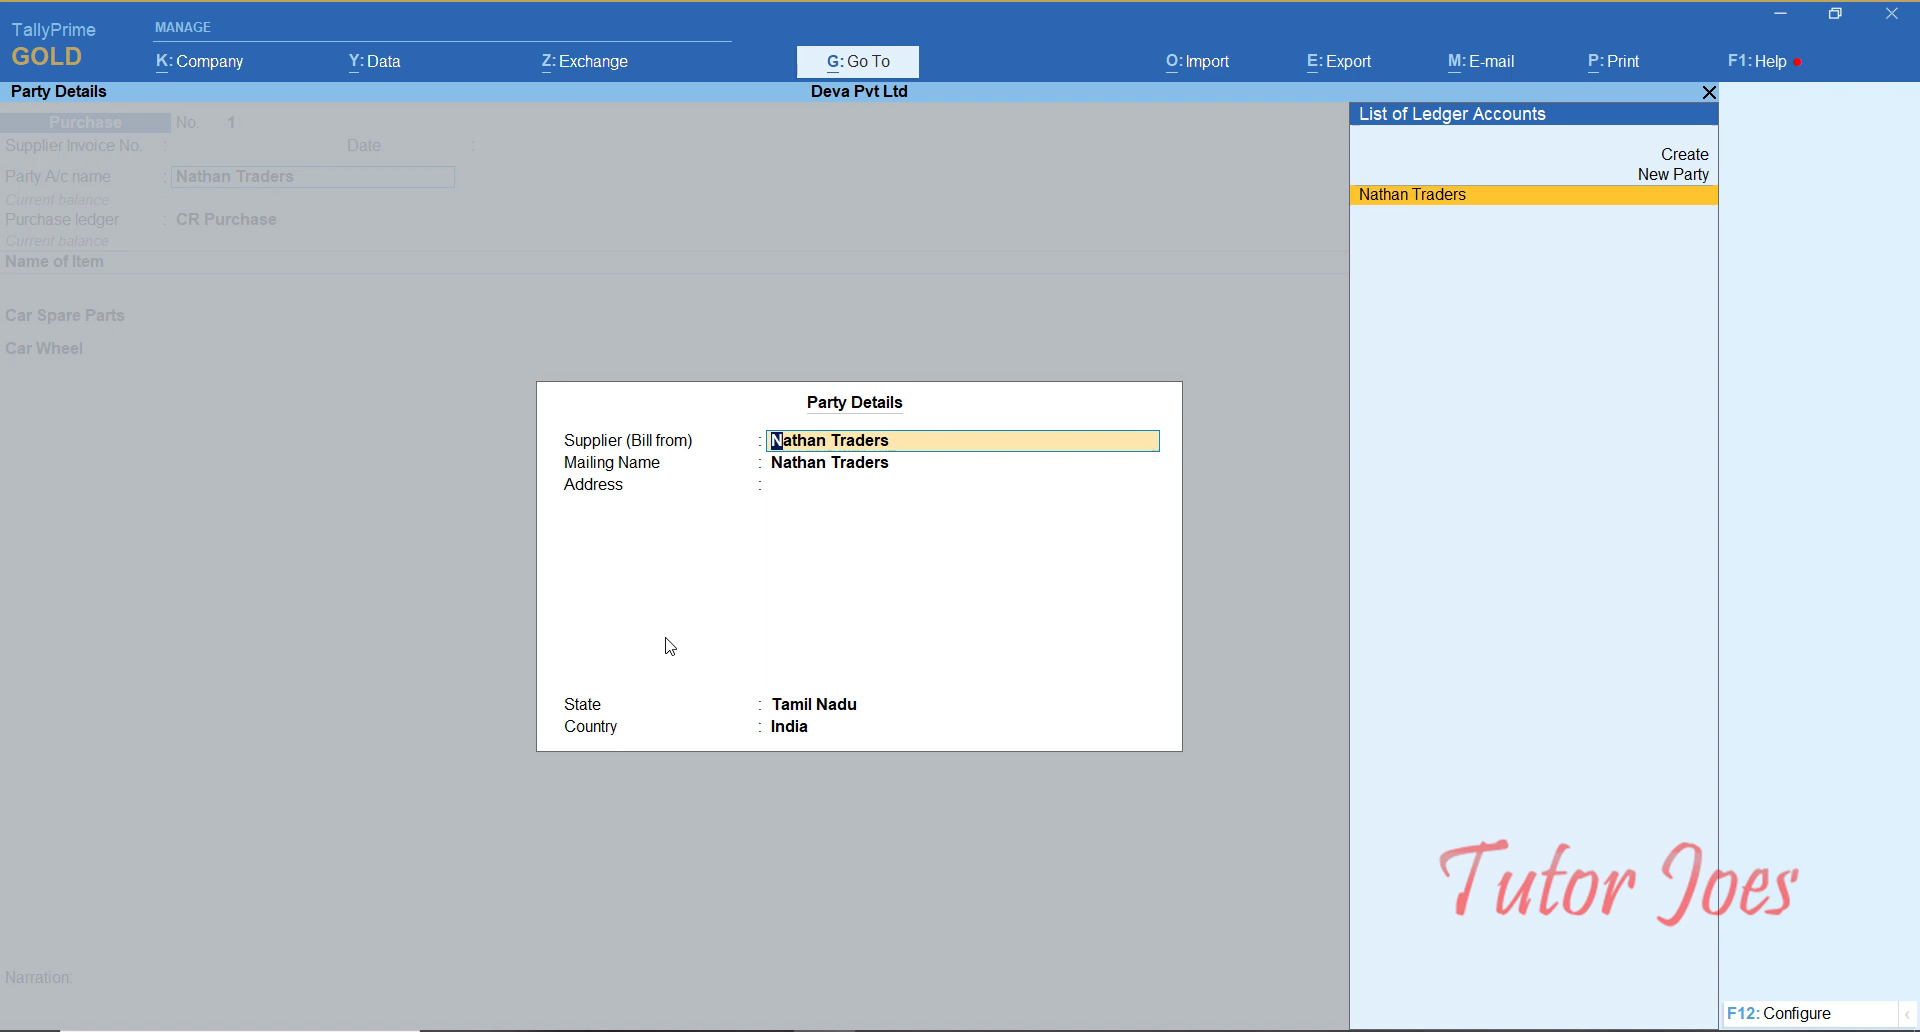 TallyPrime
GOLD
MANAGE
K: Company
Y: Data
Z: Exchange
G: Go To
O: Import
E: Export
M: E-mail
P: Print
F1: Help
Party Details
Deva Pvt Ltd
Purchase No. 1
Supplier Invoice No. : Date :
Party A/c name : Nathan Traders
Current balance
Purchase ledger : CR Purchase
Current balance
Name of Item
Car Spare Parts
Car Wheel
Party Details
Supplier (Bill from) : Nathan Traders
Mailing Name : Nathan Traders
Address :
State : Tamil Nadu
Country : India
Narration:
List of Ledger Accounts
Create
New Party
Nathan Traders
Tutor Joes
F12: Configure